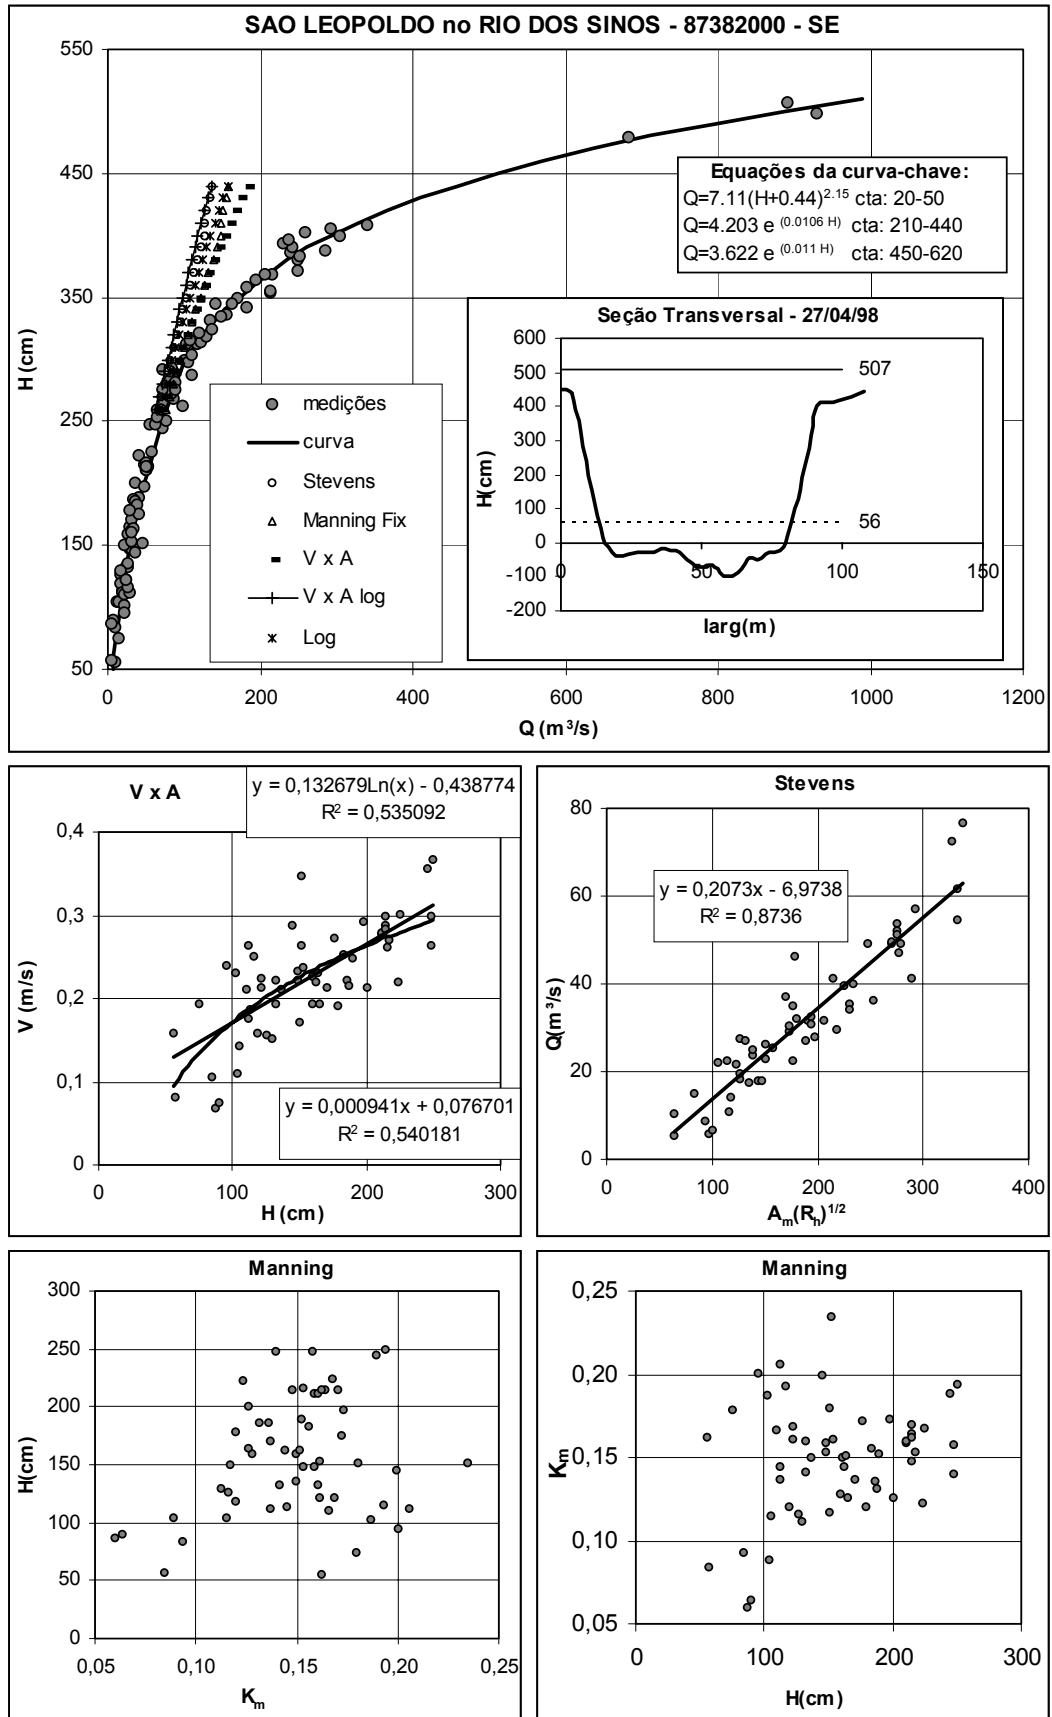 SAO LEOPOLDO no RIO DOS SINOS - 87382000 - SE
550
450
350
250
150
50
H (cm)
0 200 400 600 800 1000 1200
Q (m³/s)
Equações da curva-chave:
Q=7.11(H+0.44)^2.15 cta: 20-50
Q=4.203 e ^(0.0106 H) cta: 210-440
Q=3.622 e ^(0.011 H) cta: 450-620
medições
curva
Stevens
Manning Fix
V x A
V x A log
Log
Seção Transversal - 27/04/98
600
500
400
300
200
100
0
-100
-200
H(cm)
507
56
0 50 100 150
larg(m)
V x A
y = 0,132679Ln(x) - 0,438774
R² = 0,535092
0,4
0,3
0,2
0,1
0
V (m/s)
y = 0,000941x + 0,076701
R² = 0,540181
0 100 200 300
H (cm)
Stevens
80
60
40
20
0
Q(m³/s)
y = 0,2073x - 6,9738
R² = 0,8736
0 100 200 300 400
Aₘ(Rₕ)^1/2
Manning
300
250
200
150
100
50
0
H(cm)
0,05 0,10 0,15 0,20 0,25
Kₘ
Manning
0,25
0,20
0,15
0,10
0,05
Kₘ
0 100 200 300
H(cm)